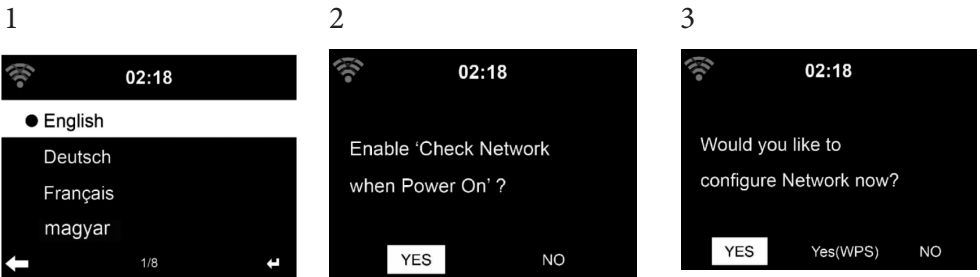 1
02:18
English
Deutsch
Français
magyar
1/8
2
02:18
Enable ‘Check Network
when Power On’ ?
YES NO
3
02:18
Would you like to
configure Network now?
YES Yes(WPS) NO